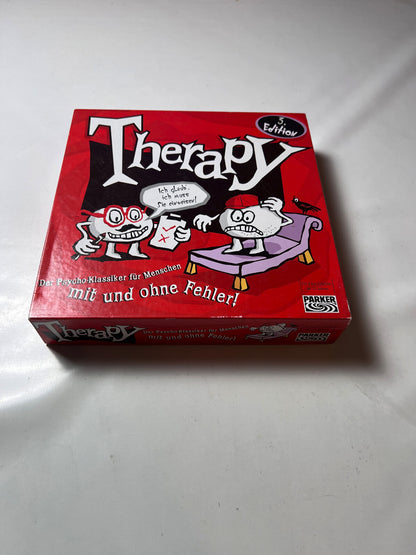 3.
Edition
Therapy
Ich glaub,
ich muss
Sie einweisen!
Der Psycho-Klassiker für Menschen
mit und ohne Fehler!
PARKER
Therapy
Der Psycho-Klassiker für Menschen
mit und ohne Fehler!
PARKER